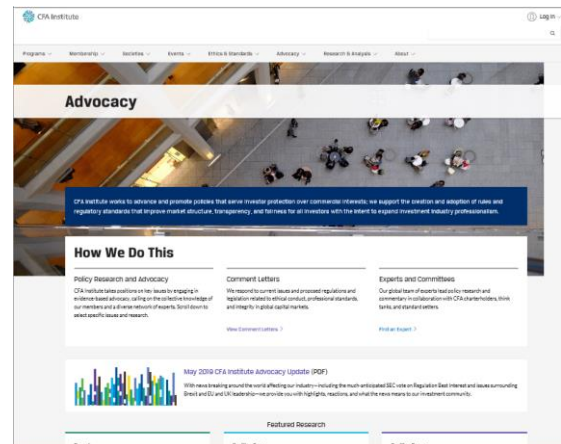 CFA Institute
Log in
Programs
Membership
Societies
Events
Ethics & Standards
Advocacy
Research & Analysis
About
Advocacy
CFA Institute works to advance and promote policies that serve investor protection over commercial interests; we support the creation and adoption of rules and
regulatory standards that improve market structure, transparency, and fairness for all investors with the intent to expand investment industry professionalism.
How We Do This
Policy Research and Advocacy
CFA Institute takes positions on key issues by engaging in
evidence-based advocacy, calling on the collective knowledge of
our members and a diverse network of experts. Scroll down to
select specific issues and research.
Comment Letters
We respond to current issues and proposed regulations and
legislation related to ethical conduct, professional standards,
and integrity in global capital markets.
View Comment Letters >
Experts and Committees
Our global team of experts lead policy research and
commentary in collaboration with CFA charterholders, think
tanks, and standard setters.
Find an Expert >
May 2019 CFA Institute Advocacy Update (PDF)
With news breaking around the world affecting our industry—including the much-anticipated SEC vote on Regulation Best Interest and issues surrounding
Brexit and EU and UK leadership—we provide you with highlights, reactions, and what the news means to our investment community.
Featured Research